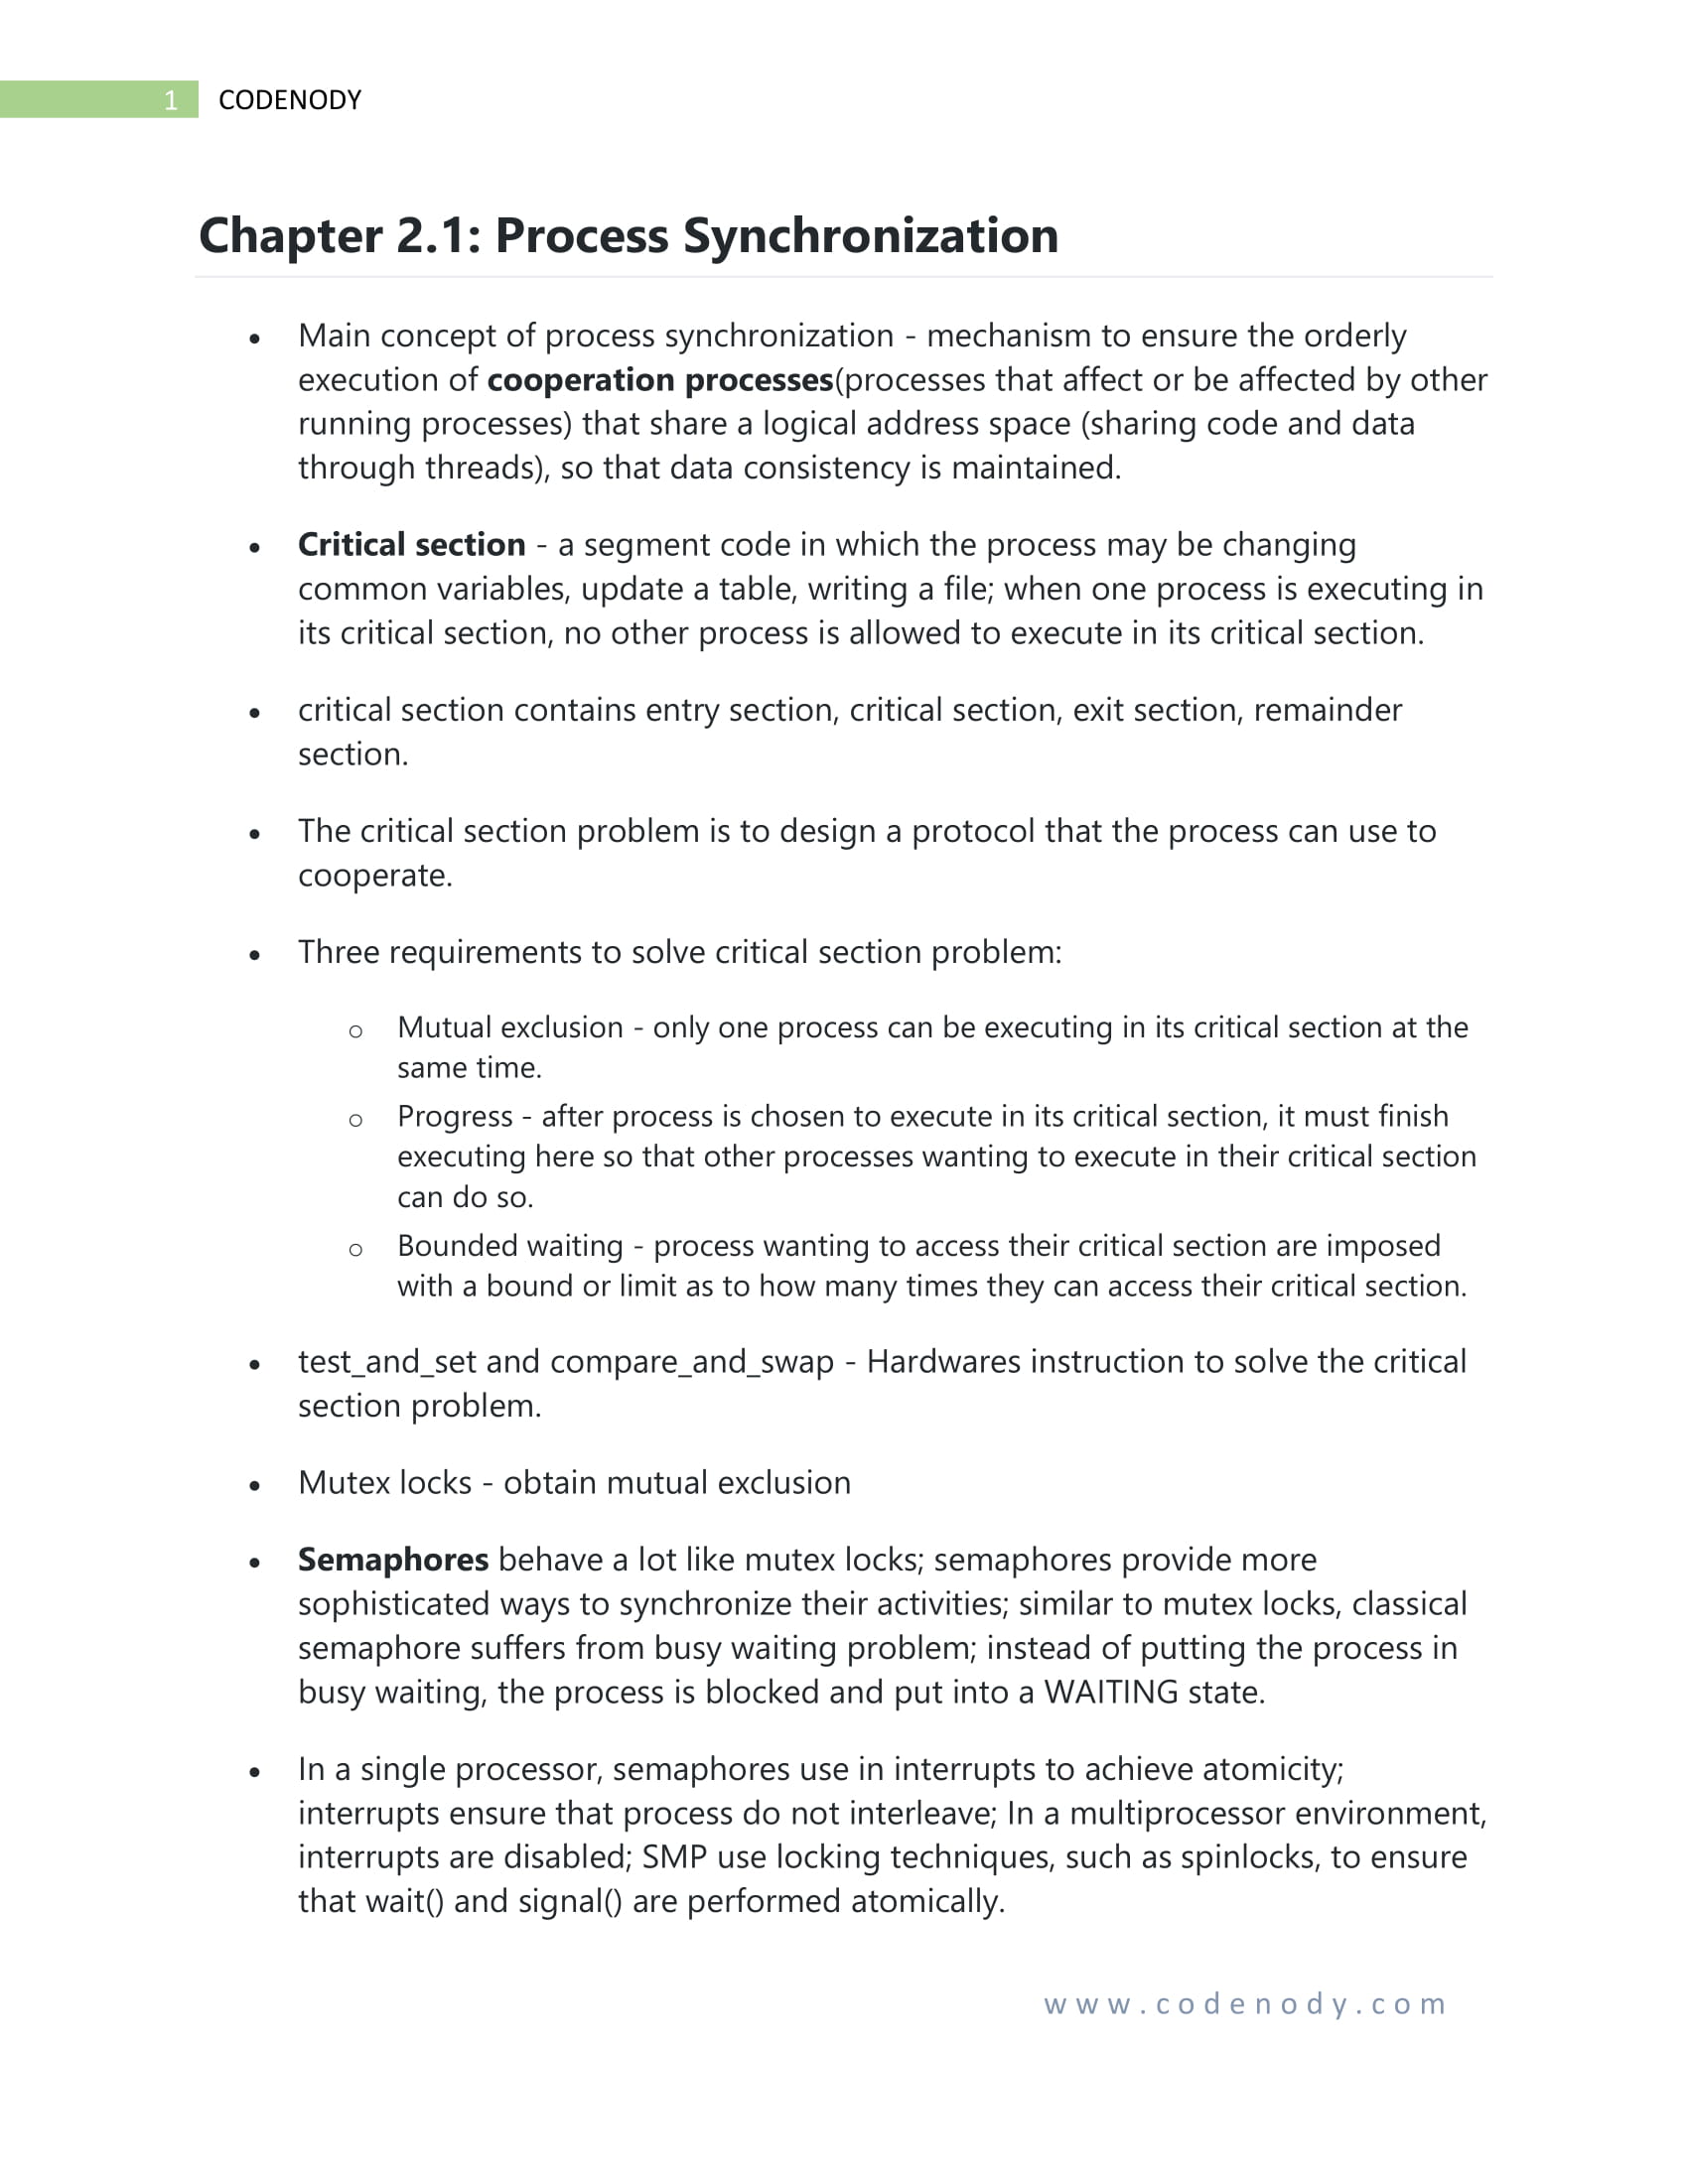 1 CODENODY
Chapter 2.1: Process Synchronization
• Main concept of process synchronization - mechanism to ensure the orderly
execution of cooperation processes(processes that affect or be affected by other
running processes) that share a logical address space (sharing code and data
through threads), so that data consistency is maintained.
• Critical section - a segment code in which the process may be changing
common variables, update a table, writing a file; when one process is executing in
its critical section, no other process is allowed to execute in its critical section.
• critical section contains entry section, critical section, exit section, remainder
section.
• The critical section problem is to design a protocol that the process can use to
cooperate.
• Three requirements to solve critical section problem:
o Mutual exclusion - only one process can be executing in its critical section at the
same time.
o Progress - after process is chosen to execute in its critical section, it must finish
executing here so that other processes wanting to execute in their critical section
can do so.
o Bounded waiting - process wanting to access their critical section are imposed
with a bound or limit as to how many times they can access their critical section.
• test_and_set and compare_and_swap - Hardwares instruction to solve the critical
section problem.
• Mutex locks - obtain mutual exclusion
• Semaphores behave a lot like mutex locks; semaphores provide more
sophisticated ways to synchronize their activities; similar to mutex locks, classical
semaphore suffers from busy waiting problem; instead of putting the process in
busy waiting, the process is blocked and put into a WAITING state.
• In a single processor, semaphores use in interrupts to achieve atomicity;
interrupts ensure that process do not interleave; In a multiprocessor environment,
interrupts are disabled; SMP use locking techniques, such as spinlocks, to ensure
that wait() and signal() are performed atomically.
www.codenody.com